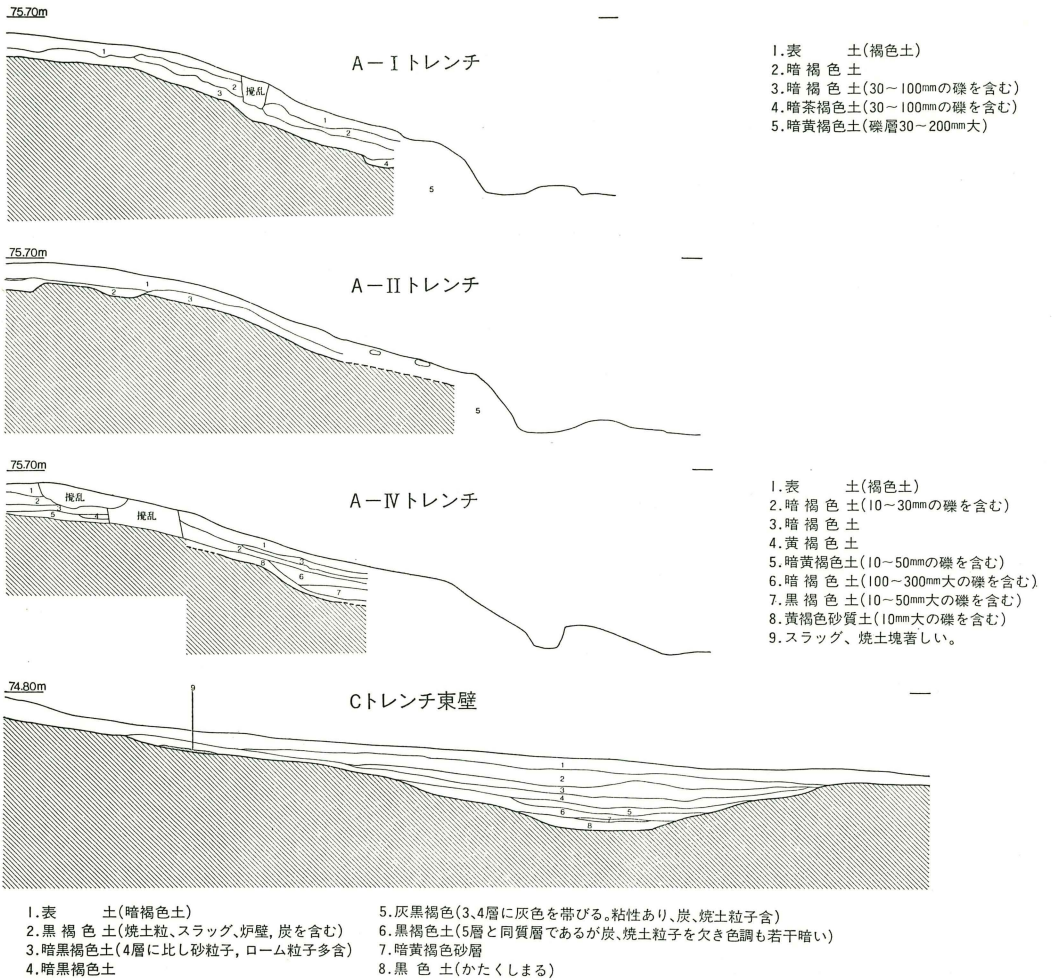 75.70m
A－Iトレンチ
1
2
3
攪乱
1
2
4
5
1.表　　土(褐色土)
2.暗褐色土
3.暗褐色土(30~100mmの礫を含む)
4.暗茶褐色土(30~100mmの礫を含む)
5.暗黄褐色土(礫層30~200mm大)
75.70m
A－IIトレンチ
1
2
3
5
75.70m
A－IVトレンチ
1
2
3
5
4
攪乱
攪乱
1
2
3
8
6
7
1.表　　土(褐色土)
2.暗褐色土(10~30mmの礫を含む)
3.暗褐色土
4.黄褐色土
5.暗黄褐色土(10~50mmの礫を含む)
6.暗褐色土(100~300mm大の礫を含む)
7.黒褐色土(10~50mm大の礫を含む)
8.黄褐色砂質土(10mm大の礫を含む)
9.スラッグ、焼土塊著しい。
74.80m
9
Cトレンチ東壁
1
2
3
4
5
6
7
8
1.表　　土(暗褐色土)
2.黒褐色土(焼土粒、スラッグ、炉壁,炭を含む)
3.暗黒褐色土(4層に比し砂粒子,ローム粒子多含)
4.暗黒褐色土
5.灰黒褐色(3、4層に灰色を帯びる。粘性あり、炭、焼土粒子含)
6.黒褐色土(5層と同質層であるが炭、焼土粒子を欠き色調も若干暗い)
7.暗黄褐色砂層
8.黒色土(かたくしまる)